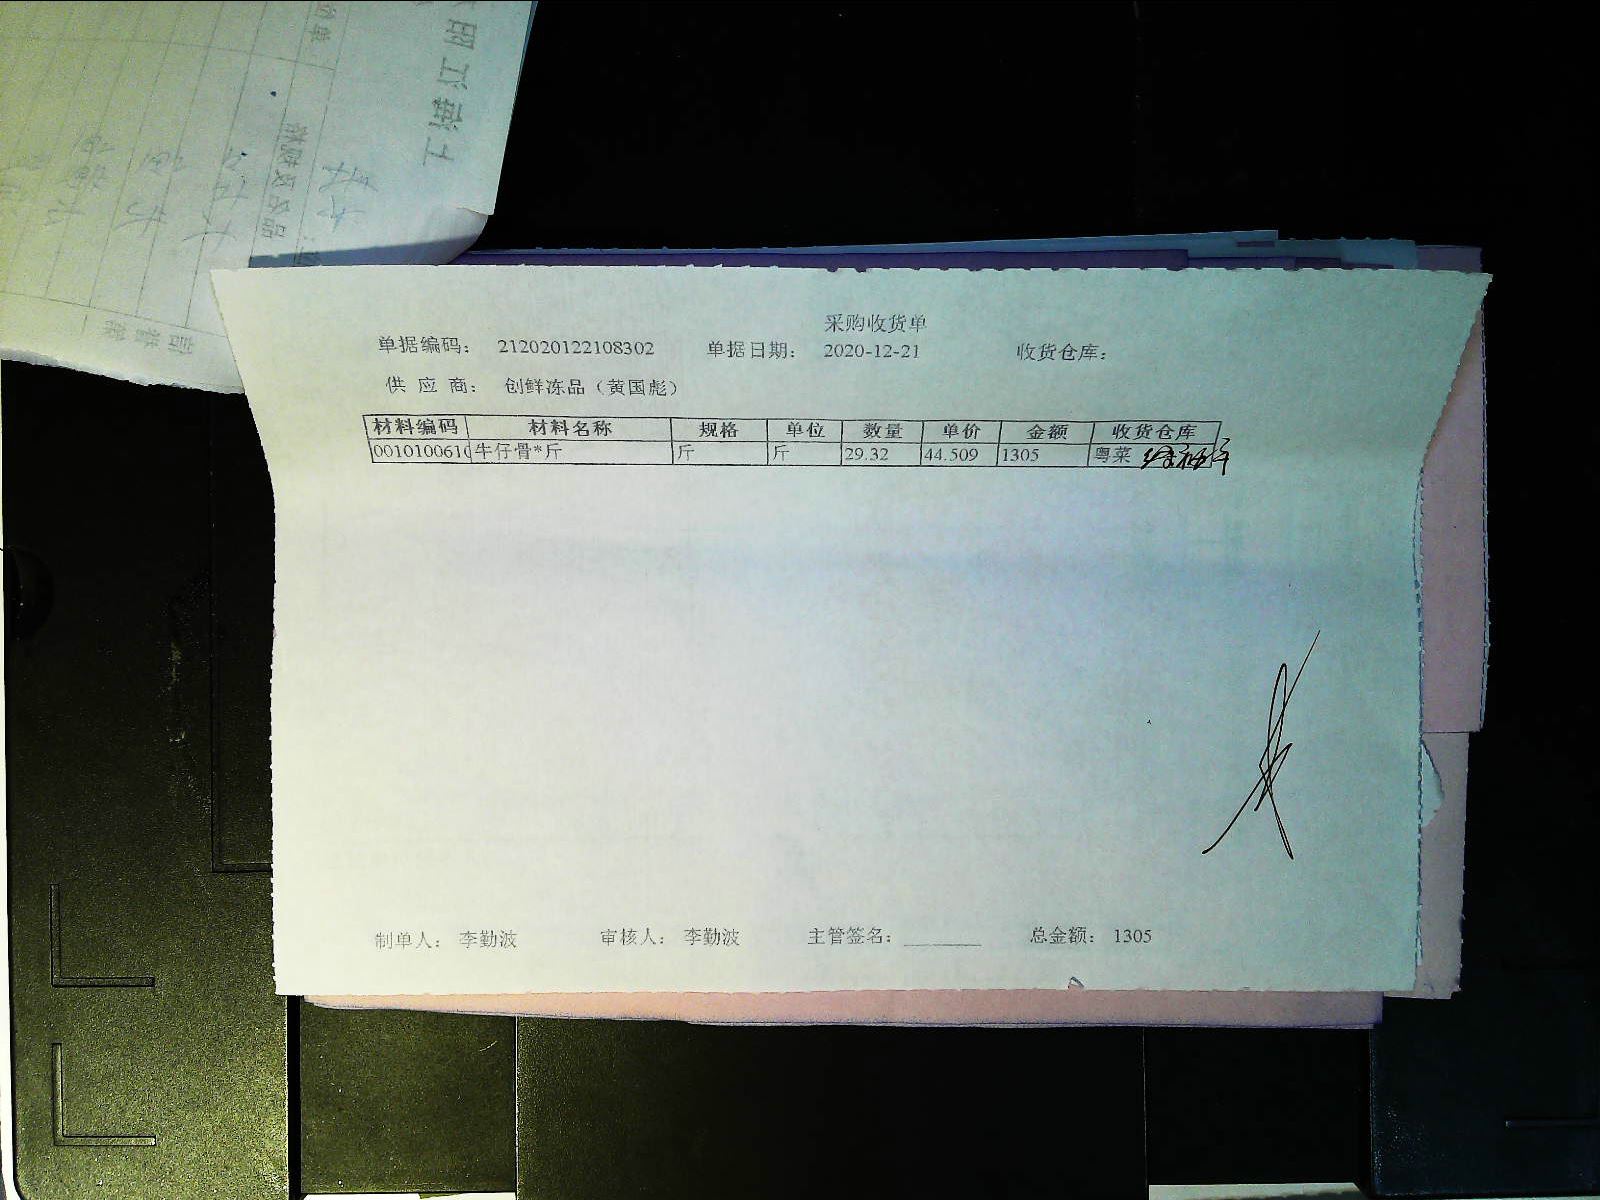 采购收货单
单据编码： 212020122108302 单据日期： 2020-12-21 收货仓库：
供 应 商： 创鲜冻品（黄国彪）
材料编码 材料名称 规格 单位 数量 单价 金额 收货仓库
0010100610 牛仔骨*斤 斤 斤 29.32 44.509 1305 粤菜
制单人： 李勤波 审核人： 李勤波 主管签名： 总金额： 1305